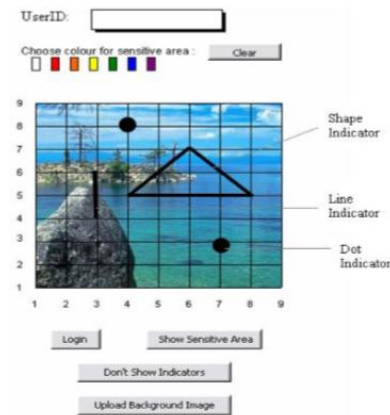 UserID:
Choose colour for sensitive area :
Clear
9
8
7
6
5
4
3
2
1
1 2 3 4 5 6 7 8 9
Shape
Indicator
Line
Indicator
Dot
Indicator
Login
Show Sensitive Area
Don't Show Indicators
Upload Background Image